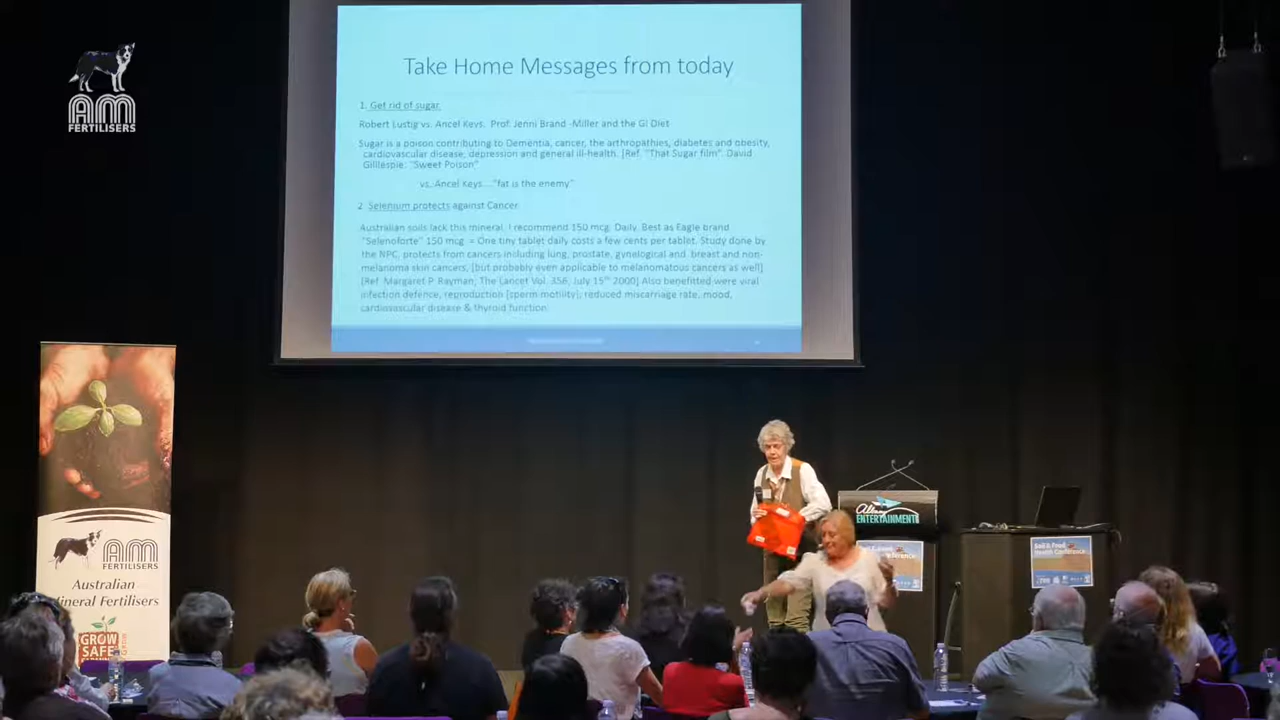 AM
FERTILISERS
Take Home Messages from today
1. Get rid of sugar.
Robert Lustig vs. Ancel Keys. Prof. Jenni Brand -Miller and the GI Diet
Sugar is a poison contributing to Dementia, cancer, the arthropathies, diabetes and obesity,
cardiovascular disease, depression and general ill-health. [Ref. "That Sugar film". David
Gilllespie. "Sweet Poison"
vs. Ancel Keys...."fat is the enemy"
2. Selenium protects against Cancer.
Australian soils lack this mineral. I recommend 150 mcg. Daily. Best as Eagle brand
"Selenoforte" 150 mcg. = One tiny tablet daily costs a few cents per tablet. Study done by
the NPC, protects from cancers including lung, prostate, gynelogical and breast and non-
melanoma skin cancers, [but probably even applicable to melanomatous cancers as well]
[Ref. Margaret P. Rayman, The Lancet Vol. 356, July 15th 2000] Also benefitted were viral
infection defence, reproduction [sperm motility], reduced miscarriage rate, mood,
cardiovascular disease & thyroid function.
AM
FERTILISERS
Australian
Mineral Fertilisers
GROW
SAFE
Albany
ENTERTAINMENT
Soil & Food
Health Conference